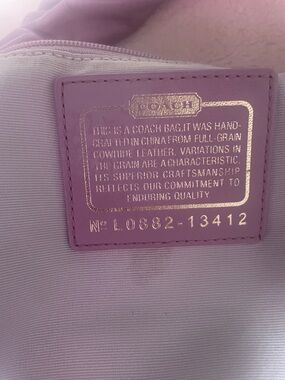 COACH
THIS IS A COACH BAG. IT WAS HAND-
CRAFTED IN CHINA FROM FULL-GRAIN
COWHIDE LEATHER. VARIATIONS IN
THE GRAIN ARE A CHARACTERISTIC.
ITS SUPERIOR CRAFTSMANSHIP
REFLECTS OUR COMMITMENT TO
ENDURING QUALITY.
Nº L0882-13412